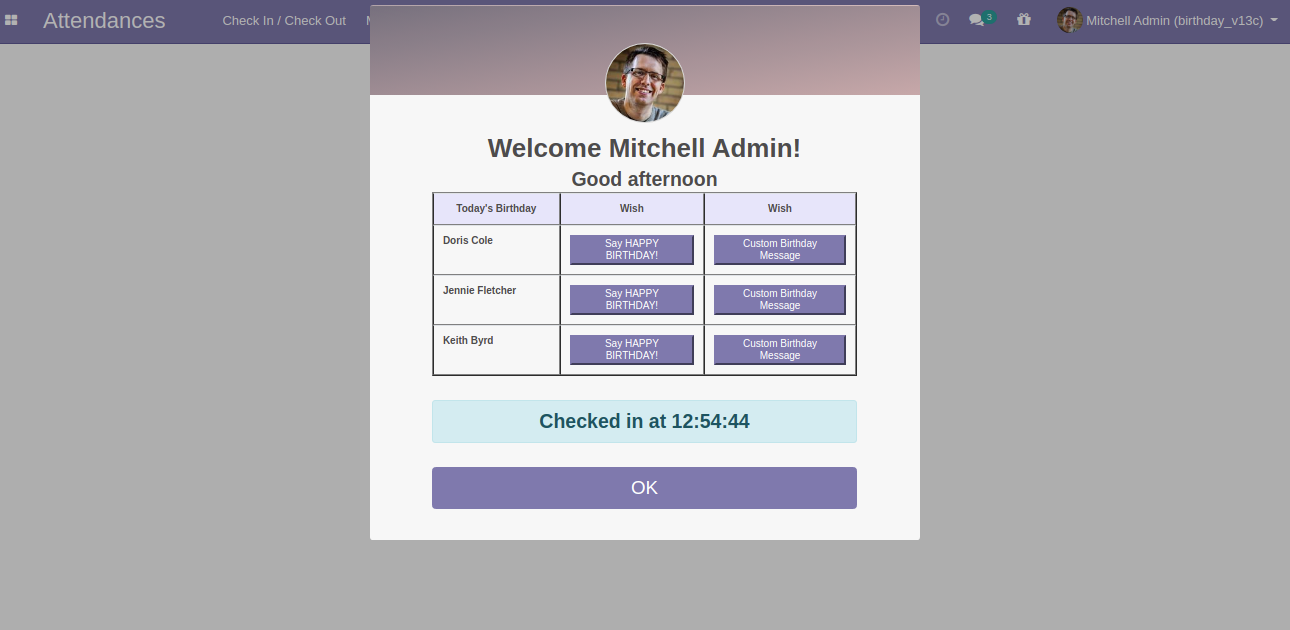 Attendances
Check In / Check Out
3
Mitchell Admin (birthday_v13c)
Welcome Mitchell Admin!
Good afternoon
Today's Birthday Wish Wish
Doris Cole
Say HAPPY
BIRTHDAY!
Custom Birthday
Message
Jennie Fletcher
Say HAPPY
BIRTHDAY!
Custom Birthday
Message
Keith Byrd
Say HAPPY
BIRTHDAY!
Custom Birthday
Message
Checked in at 12:54:44
OK